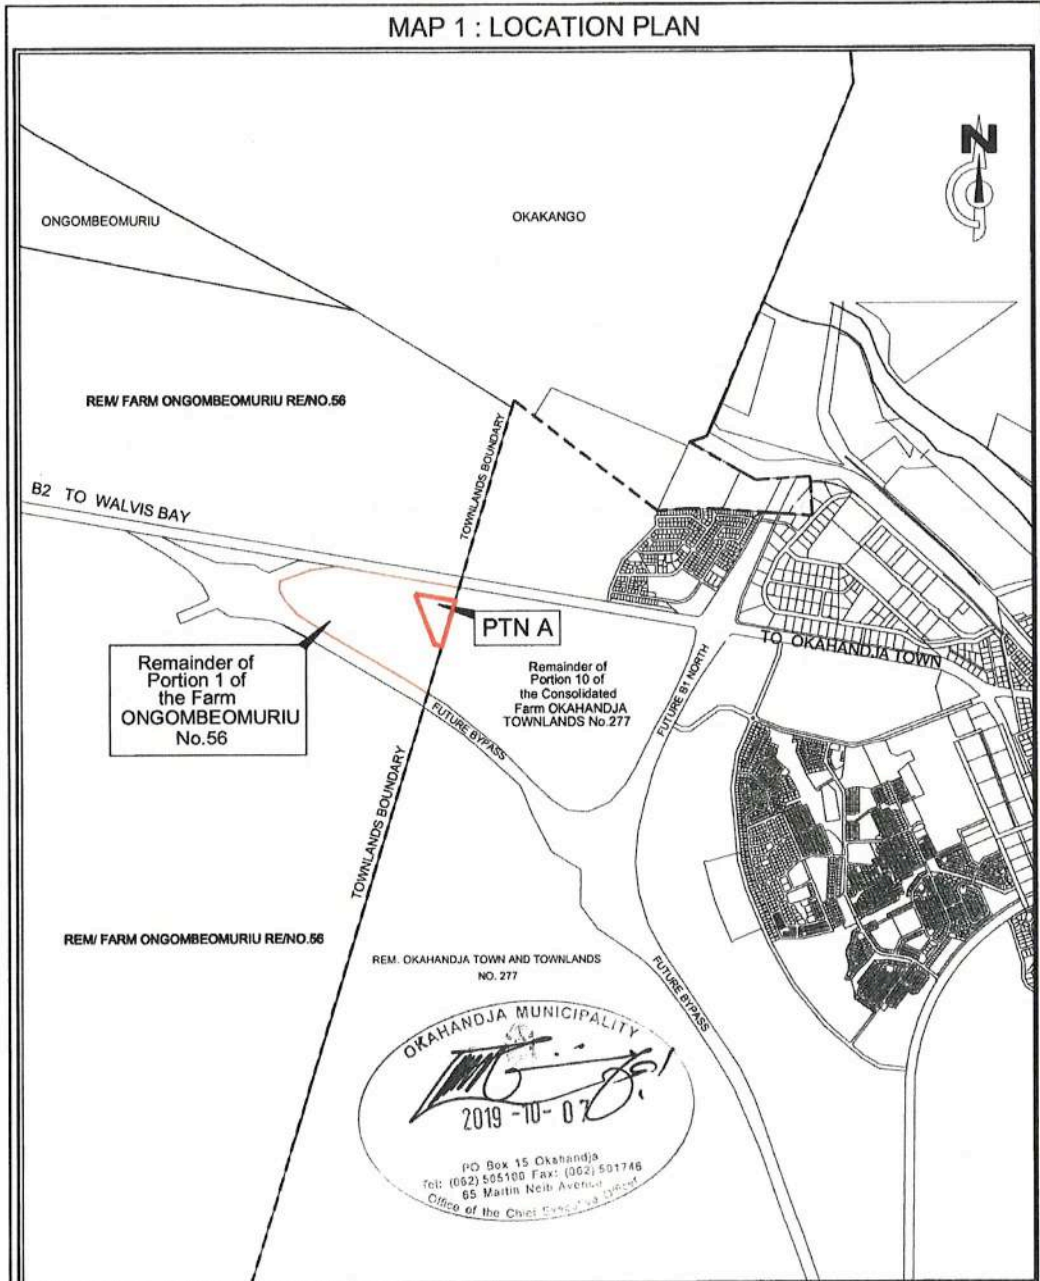 MAP 1 : LOCATION PLAN
N
ONGOMBEOMURIU
OKAKANGO
REM/ FARM ONGOMBEOMURIU RE/NO.56
TOWNLANDS BOUNDARY
B2 TO WALVIS BAY
PTN A
TO OKAHANDJA TOWN
Remainder of
Portion 1 of
the Farm
ONGOMBEOMURIU
No.56
Remainder of
Portion 10 of
the Consolidated
Farm OKAHANDJA
TOWNLANDS No.277
FUTURE B1 NORTH
FUTURE BYPASS
TOWNLANDS BOUNDARY
REM/ FARM ONGOMBEOMURIU RE/NO.56
REM. OKAHANDJA TOWN AND TOWNLANDS
NO. 277
FUTURE BYPASS
OKAHANDJA MUNICIPALITY
2019 -10- 07
PO Box 15 Okahandja
Tel: (062) 505100 Fax: (062) 501746
65 Martin Neib Avenue
Office of the Chief Executive Officer